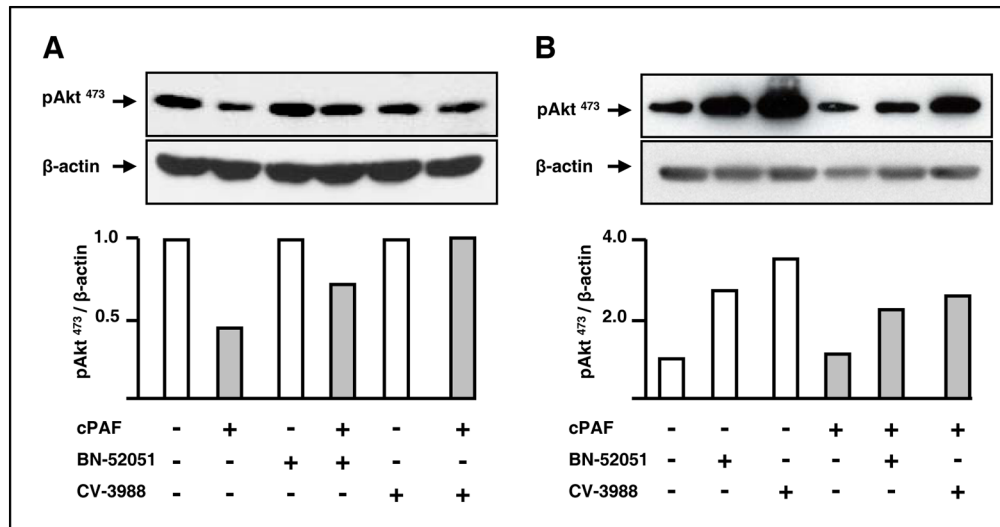 A B
pAkt 473
β-actin
pAkt 473
β-actin
pAkt 473 / β-actin
1.0
0.5
cPAF - + - + - +
BN-52051 - - + + - -
CV-3988 - - - - + +
pAkt 473 / β-actin
4.0
2.0
cPAF - - - + + +
BN-52051 - + - - + -
CV-3988 - - + - - +